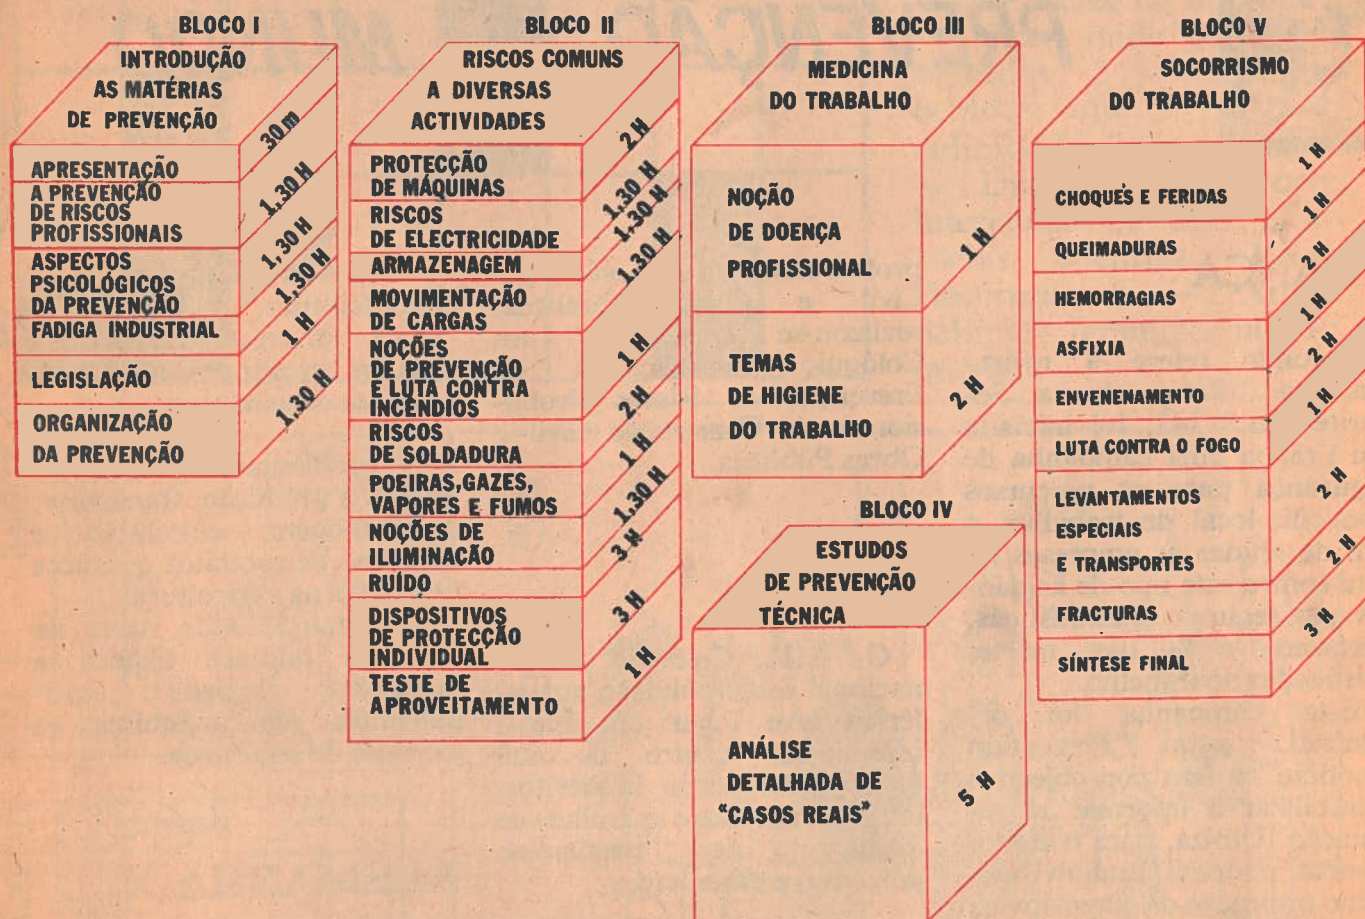 BLOCO I
INTRODUÇÃO
AS MATÉRIAS
DE PREVENÇÃO
APRESENTAÇÃO
30m
A PREVENÇÃO
DE RISCOS
PROFISSIONAIS
1,30 H
ASPECTOS
PSICOLÓGICOS
DA PREVENÇÃO
1,30 H
FADIGA INDUSTRIAL
1,30 H
LEGISLAÇÃO
1 H
ORGANIZAÇÃO
DA PREVENÇÃO
1,30 H
BLOCO II
RISCOS COMUNS
A DIVERSAS
ACTIVIDADES
PROTECÇÃO
DE MÁQUINAS
2 H
RISCOS
DE ELECTRICIDADE
1,30 H
ARMAZENAGEM
1,30 H
MOVIMENTAÇÃO
DE CARGAS
1,30 H
NOÇÕES
DE PREVENÇÃO
E LUTA CONTRA
INCÊNDIOS
1 H
RISCOS
DE SOLDADURA
2 H
POEIRAS, GAZES,
VAPORES E FUMOS
1 H
NOÇÕES DE
ILUMINAÇÃO
1,30 H
RUÍDO
3 H
DISPOSITIVOS
DE PROTECÇÃO
INDIVIDUAL
3 H
TESTE DE
APROVEITAMENTO
1 H
BLOCO III
MEDICINA
DO TRABALHO
NOÇÃO
DE DOENÇA
PROFISSIONAL
1 H
TEMAS
DE HIGIENE
DO TRABALHO
2 H
BLOCO IV
ESTUDOS
DE PREVENÇÃO
TÉCNICA
ANÁLISE
DETALHADA DE
“CASOS REAIS”
5 H
BLOCO V
SOCORRISMO
DO TRABALHO
CHOQUES E FERIDAS
1 H
QUEIMADURAS
1 H
HEMORRAGIAS
2 H
ASFIXIA
1 H
ENVENENAMENTO
2 H
LUTA CONTRA O FOGO
1 H
LEVANTAMENTOS
ESPECIAIS
E TRANSPORTES
2 H
FRACTURAS
2 H
SÍNTESE FINAL
3 H